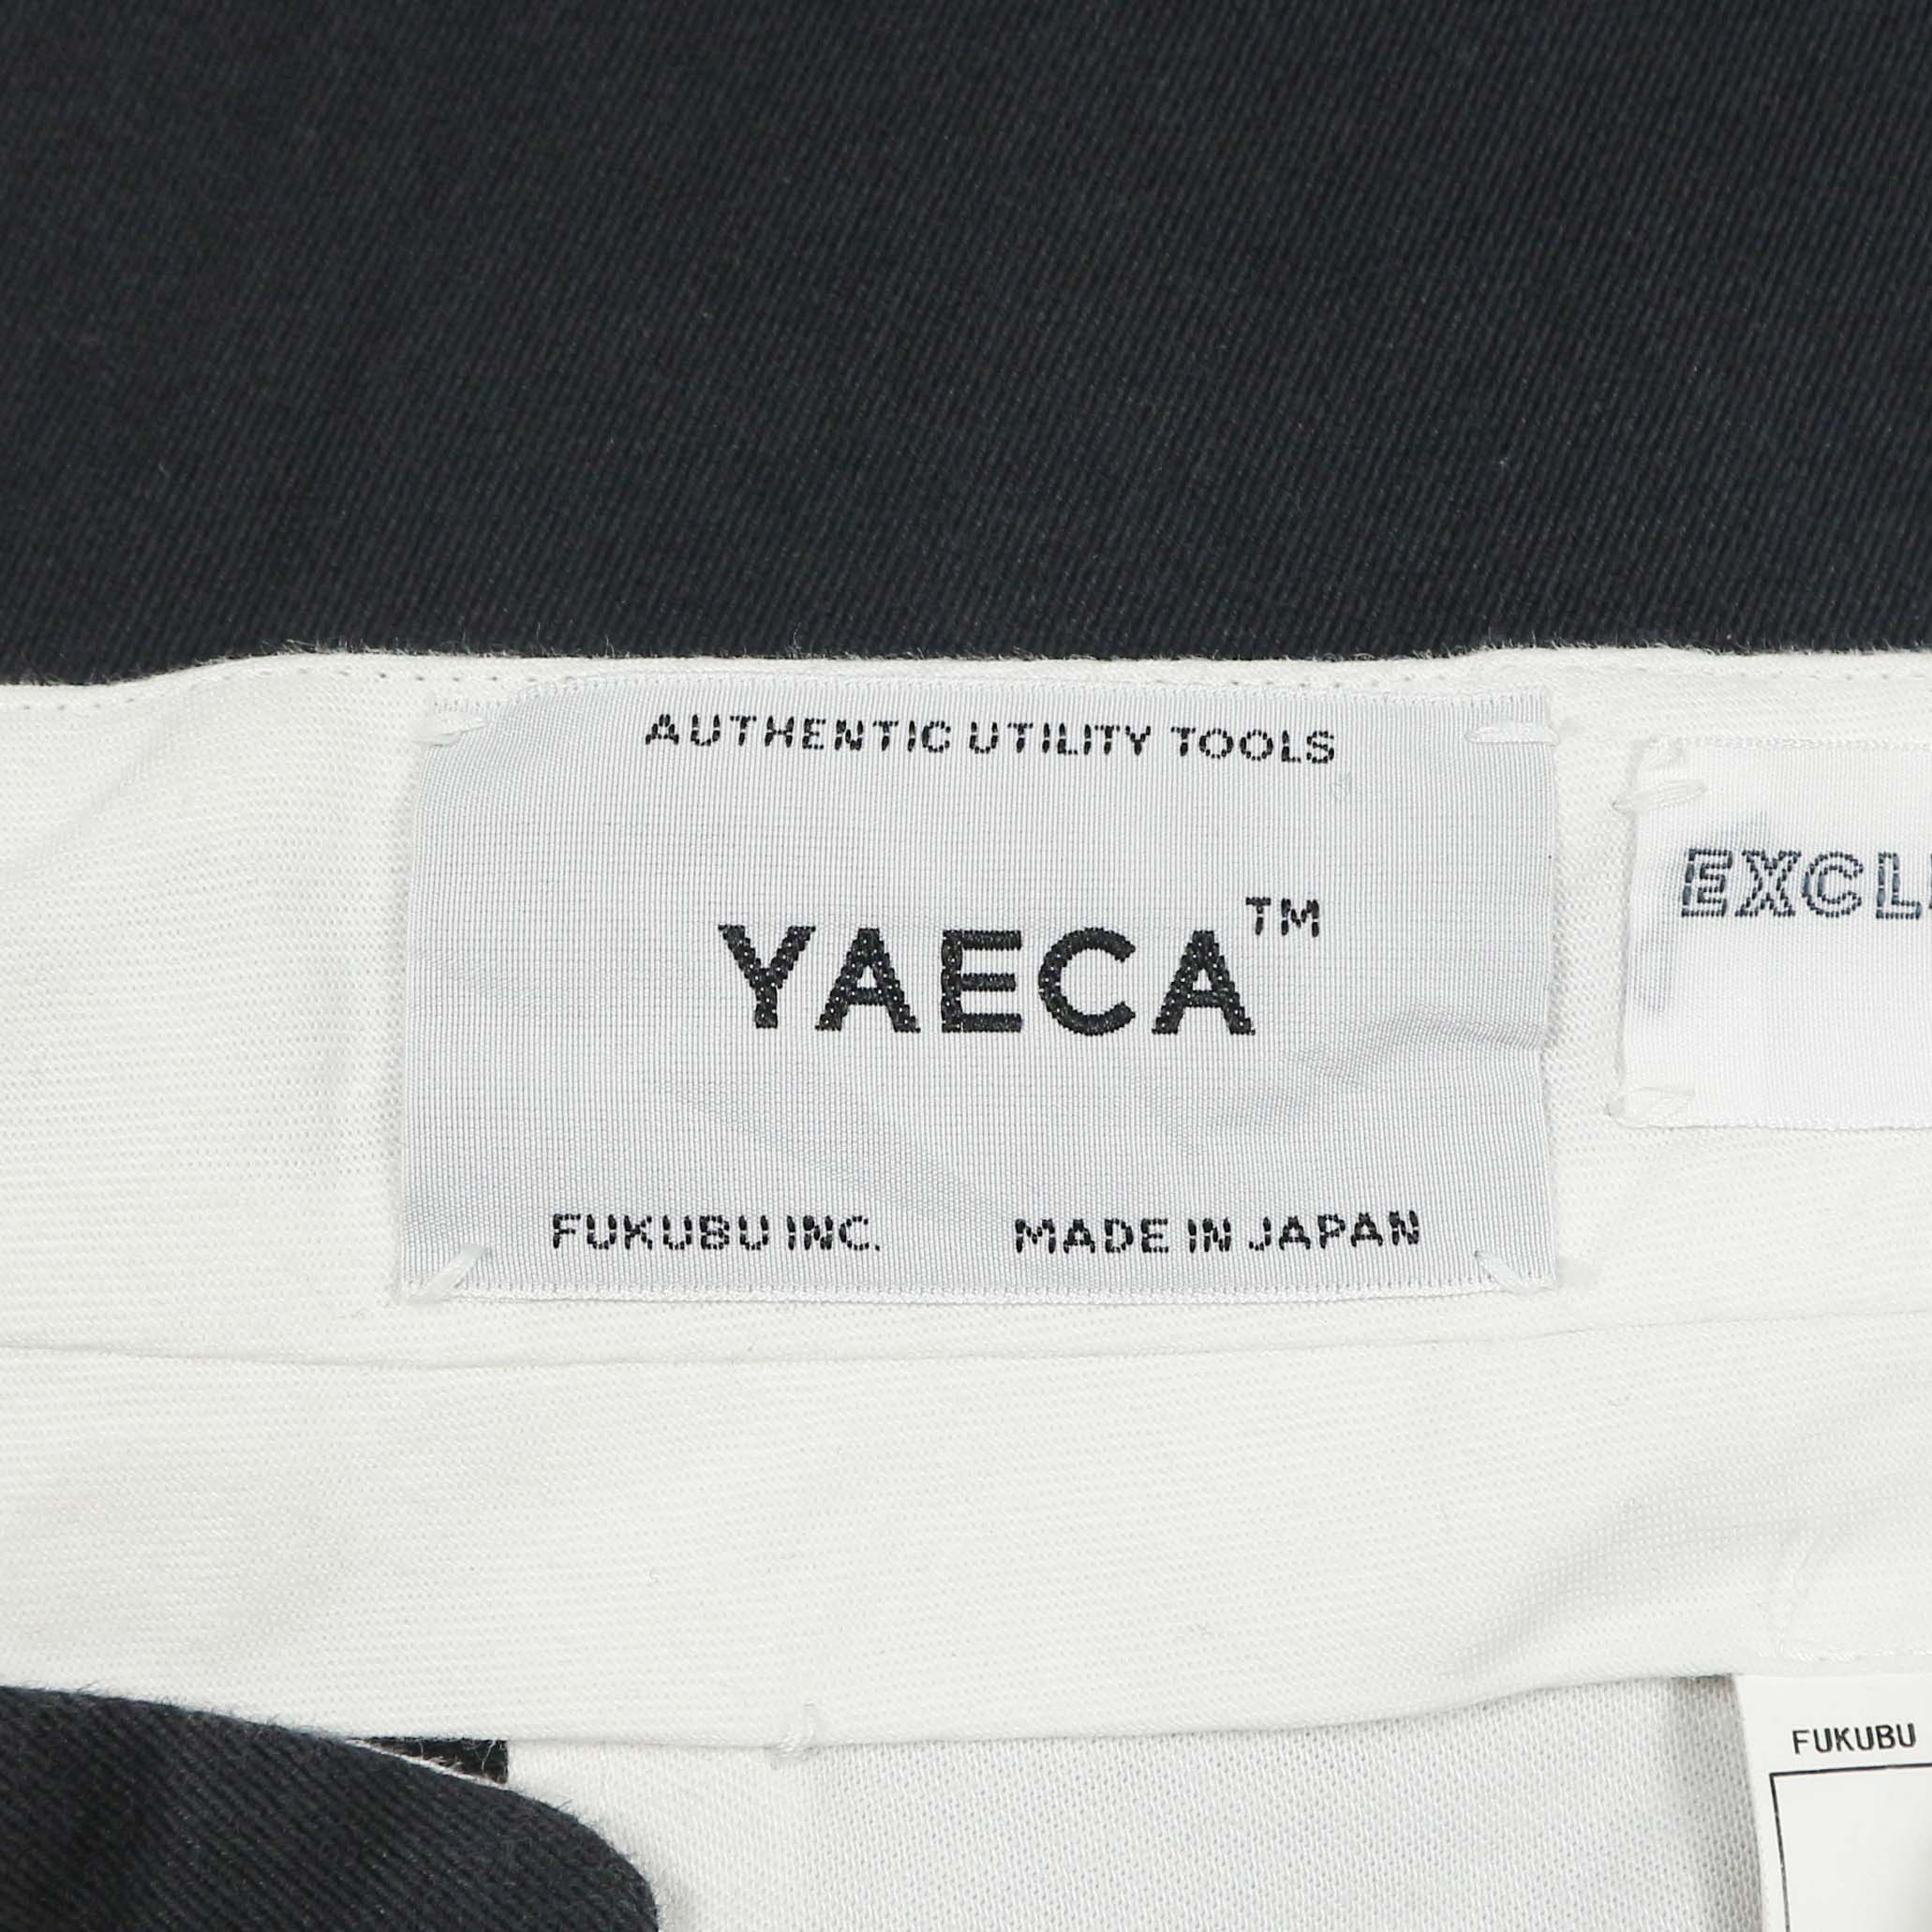 AUTHENTIC UTILITY TOOLS
YAECA™
FUKUBU INC. MADE IN JAPAN
FUKUBU